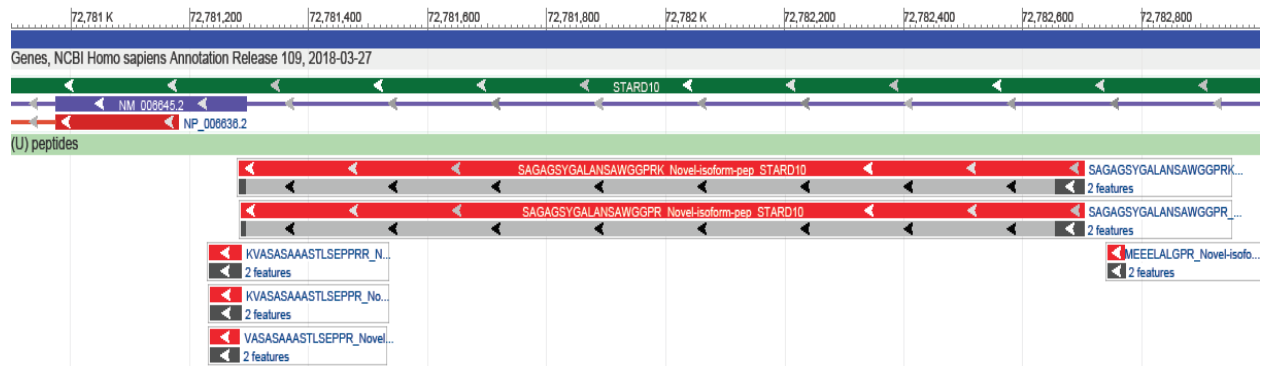 72,781 K 72,781,200 72,781,400 72,781,600 72,781,800 72,782 K 72,782,200 72,782,400 72,782,600 72,782,800
Genes, NCBI Homo sapiens Annotation Release 109, 2018-03-27
STARD10
NM_006645.2
NP_006636.2
(U) peptides
SAGAGSYGALANSAWGGPRK_Novel-isoform-pep_STARD10 SAGAGSYGALANSAWGGPRK...
2 features
SAGAGSYGALANSAWGGPR_Novel-isoform-pep_STARD10 SAGAGSYGALANSAWGGPR_...
2 features
KVASASAAASTLSEPPRR_N... MEEELALGPR_Novel-isofo...
2 features 2 features
KVASASAAASTLSEPPR_No...
2 features
VASASAAASTLSEPPR_Novel...
2 features